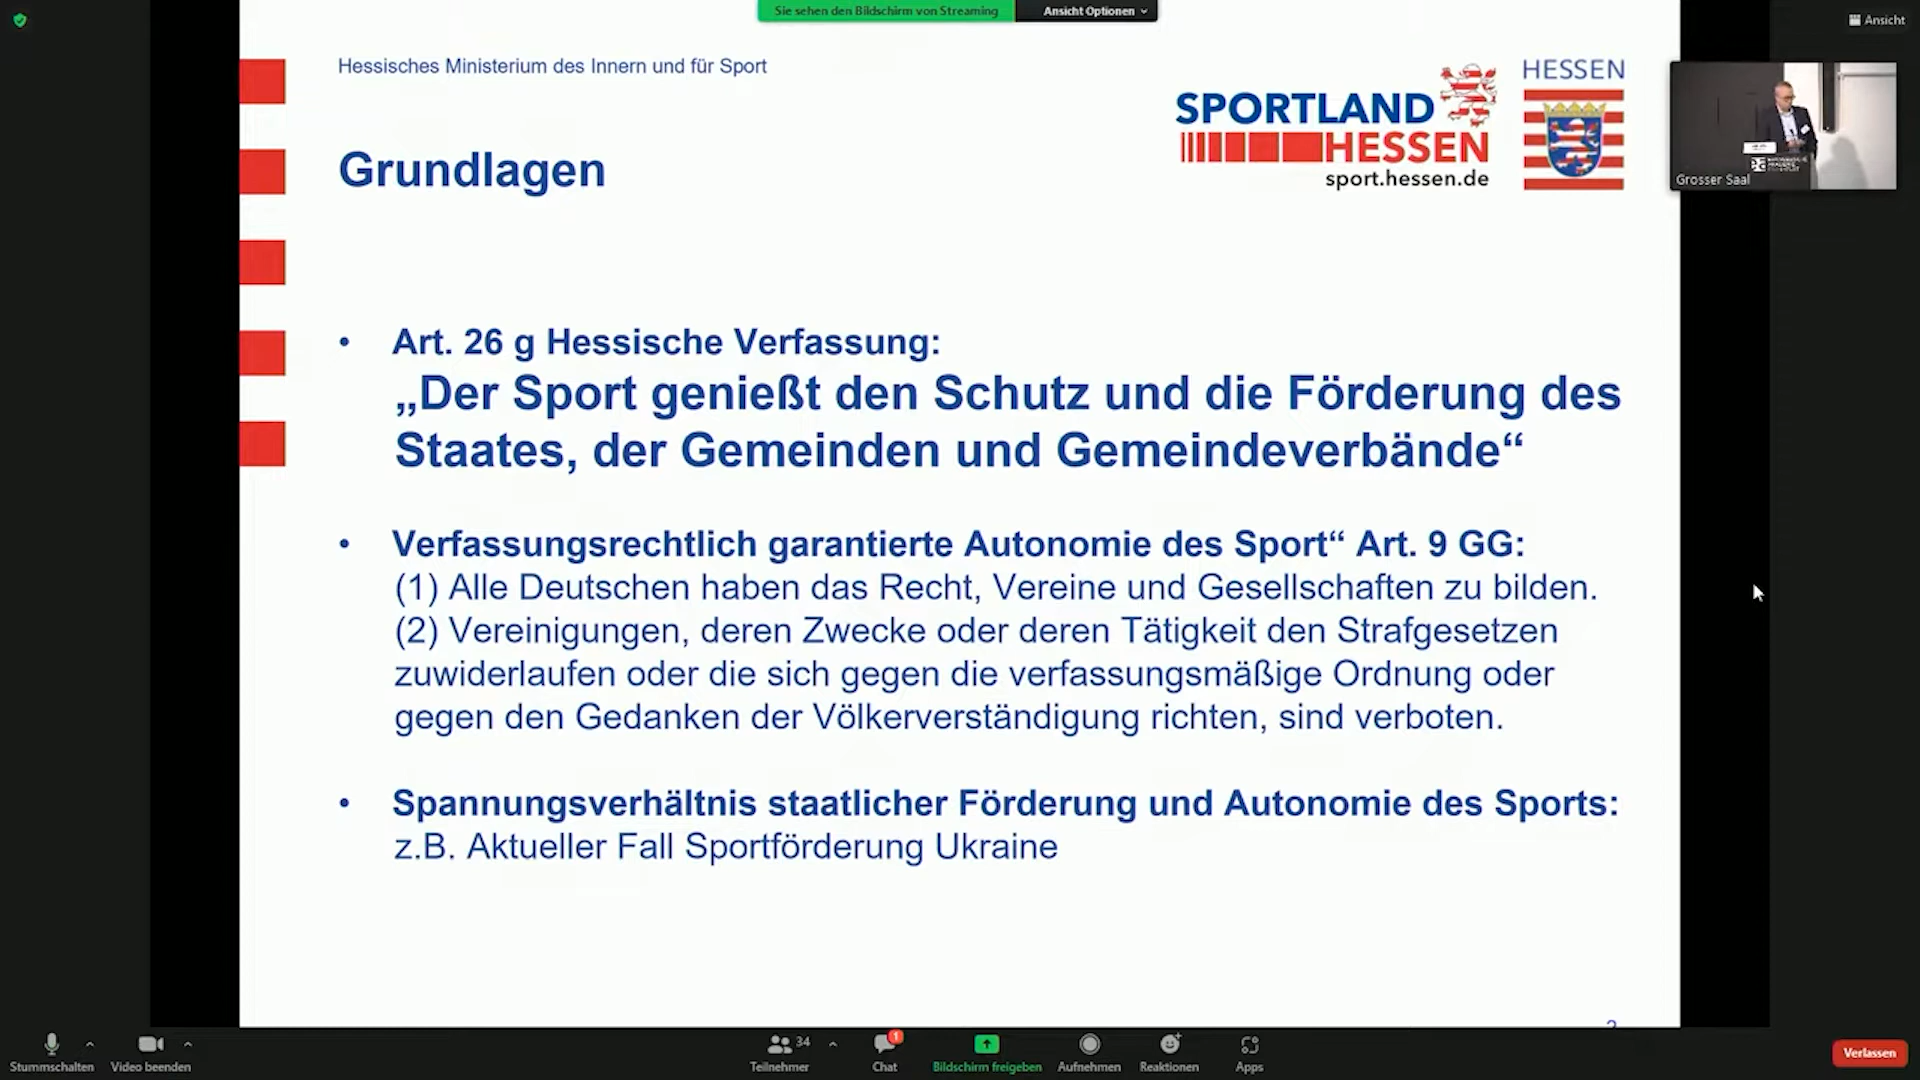 Sie sehen den Bildschirm von Streaming
Ansicht Optionen
Ansicht
Hessisches Ministerium des Innern und für Sport
SPORTLAND
HESSEN
sport.hessen.de
HESSEN
Grosser Saal
Grundlagen
• Art. 26 g Hessische Verfassung:
„Der Sport genießt den Schutz und die Förderung des
Staates, der Gemeinden und Gemeindeverbände“
• Verfassungsrechtlich garantierte Autonomie des Sport“ Art. 9 GG:
(1) Alle Deutschen haben das Recht, Vereine und Gesellschaften zu bilden.
(2) Vereinigungen, deren Zwecke oder deren Tätigkeit den Strafgesetzen
zuwiderlaufen oder die sich gegen die verfassungsmäßige Ordnung oder
gegen den Gedanken der Völkerverständigung richten, sind verboten.
• Spannungsverhältnis staatlicher Förderung und Autonomie des Sports:
z.B. Aktueller Fall Sportförderung Ukraine
2
Stummschalten
Video beenden
34
Teilnehmer
1
Chat
Bildschirm freigeben
Aufnehmen
Reaktionen
Apps
Verlassen